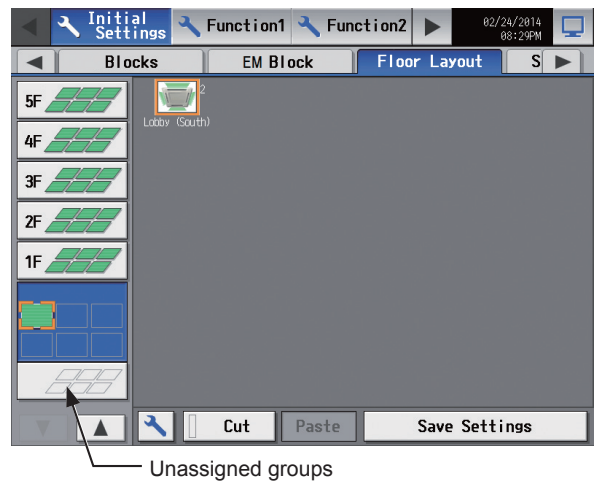 Initial
Settings
Function1
Function2
02/24/2014
08:29PM
Blocks
EM Block
Floor Layout
S
5F
2
Lobby (South)
4F
3F
2F
1F
Cut
Paste
Save Settings
Unassigned groups